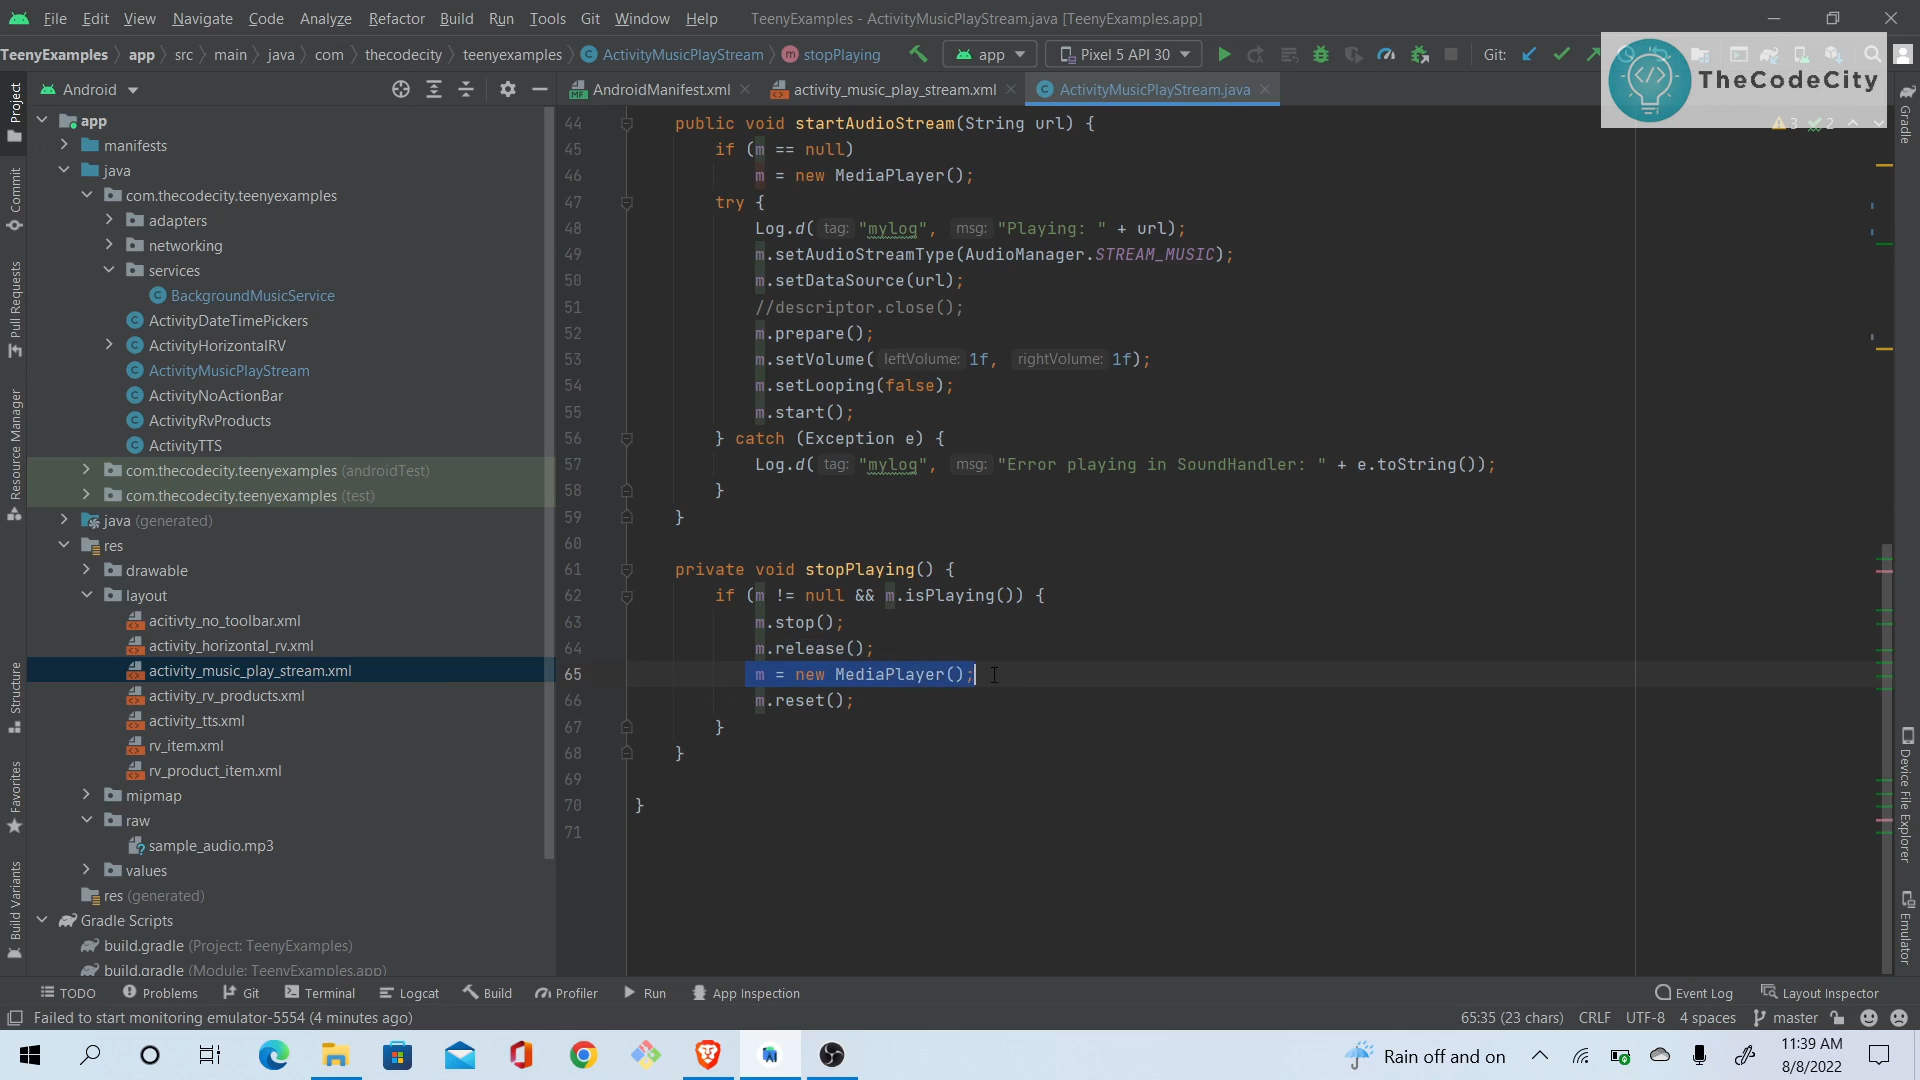 File Edit View Navigate Code Analyze Refactor Build Run Tools Git Window Help TeenyExamples - ActivityMusicPlayStream.java [TeenyExamples.app]
TeenyExamples app src main java com thecodecity teenyexamples ActivityMusicPlayStream stopPlaying app Pixel 5 API 30 Git:
TheCodeCity
Android
AndroidManifest.xml activity_music_play_stream.xml ActivityMusicPlayStream.java
3 2
Project
Commit
Pull Requests
Resource Manager
Structure
Favorites
Build Variants
app
manifests
java
com.thecodecity.teenyexamples
adapters
networking
services
BackgroundMusicService
ActivityDateTimePickers
ActivityHorizontalRV
ActivityMusicPlayStream
ActivityNoActionBar
ActivityRvProducts
ActivityTTS
com.thecodecity.teenyexamples (androidTest)
com.thecodecity.teenyexamples (test)
java (generated)
res
drawable
layout
acitivty_no_toolbar.xml
activity_horizontal_rv.xml
activity_music_play_stream.xml
activity_rv_products.xml
activity_tts.xml
rv_item.xml
rv_product_item.xml
mipmap
raw
sample_audio.mp3
values
res (generated)
Gradle Scripts
build.gradle (Project: TeenyExamples)
build.gradle (Module: TeenyExamples.app)
44 public void startAudioStream(String url) {
45 if (m == null)
46 m = new MediaPlayer();
47 try {
48 Log.d( tag: "mylog", msg: "Playing: " + url);
49 m.setAudioStreamType(AudioManager.STREAM_MUSIC);
50 m.setDataSource(url);
51 //descriptor.close();
52 m.prepare();
53 m.setVolume( leftVolume: 1f, rightVolume: 1f);
54 m.setLooping(false);
55 m.start();
56 } catch (Exception e) {
57 Log.d( tag: "mylog", msg: "Error playing in SoundHandler: " + e.toString());
58 }
59 }
60
61 private void stopPlaying() {
62 if (m != null && m.isPlaying()) {
63 m.stop();
64 m.release();
65 m = new MediaPlayer();
66 m.reset();
67 }
68 }
69
70 }
71
Gradle
Device File Explorer
Emulator
TODO Problems Git Terminal Logcat Build Profiler Run App Inspection Event Log Layout Inspector
Failed to start monitoring emulator-5554 (4 minutes ago) 65:35 (23 chars) CRLF UTF-8 4 spaces master
Rain off and on 11:39 AM
8/8/2022